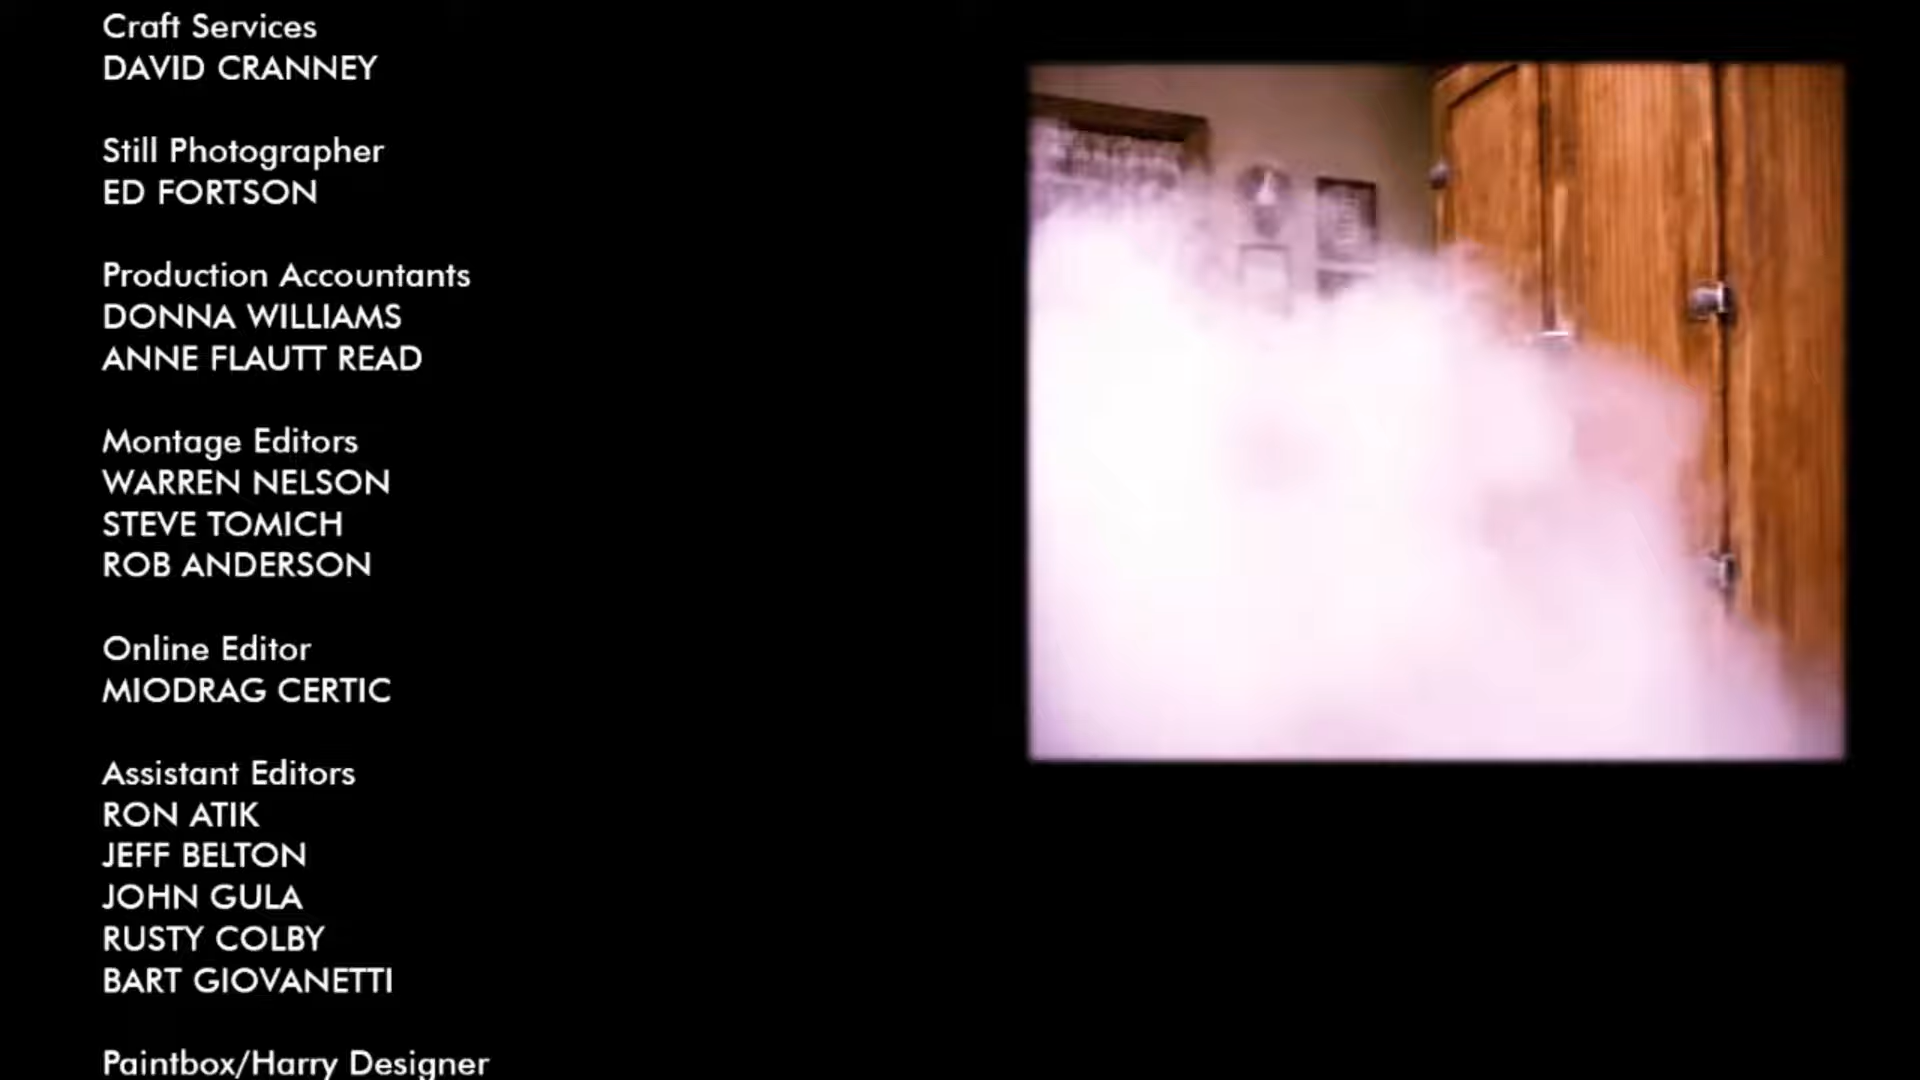 Craft Services
DAVID CRANNEY
Still Photographer
ED FORTSON
Production Accountants
DONNA WILLIAMS
ANNE FLAUTT READ
Montage Editors
WARREN NELSON
STEVE TOMICH
ROB ANDERSON
Online Editor
MIODRAG CERTIC
Assistant Editors
RON ATIK
JEFF BELTON
JOHN GULA
RUSTY COLBY
BART GIOVANETTI
Paintbox/Harry Designer